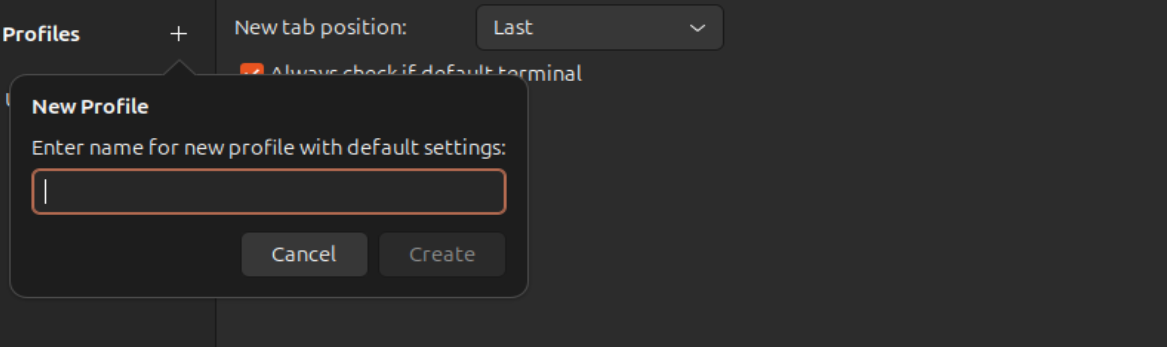 Profiles +
New tab position: Last
Always check if default terminal
New Profile
Enter name for new profile with default settings:
Cancel Create